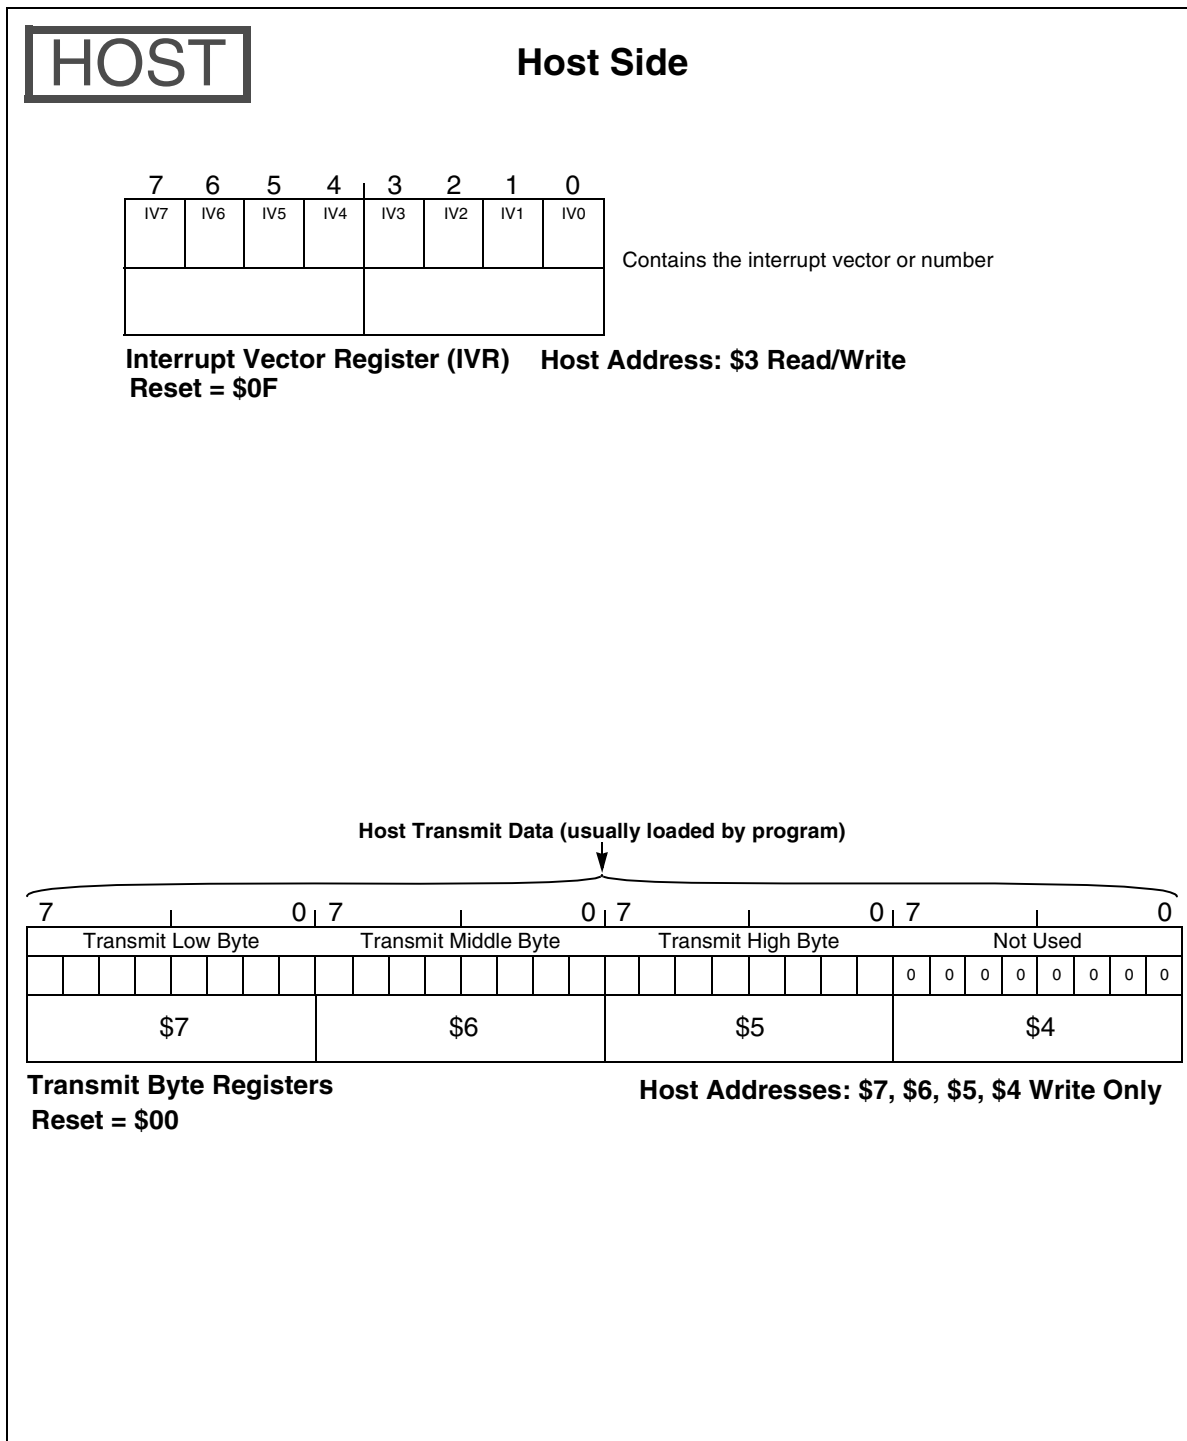 HOST
Host Side
7 6 5 4 3 2 1 0
IV7 IV6 IV5 IV4 IV3 IV2 IV1 IV0
Contains the interrupt vector or number
Interrupt Vector Register (IVR) Host Address: $3 Read/Write
Reset = $0F
Host Transmit Data (usually loaded by program)
7 0 7 0 7 0 7 0
Transmit Low Byte Transmit Middle Byte Transmit High Byte Not Used
0 0 0 0 0 0 0 0
$7 $6 $5 $4
Transmit Byte Registers Host Addresses: $7, $6, $5, $4 Write Only
Reset = $00